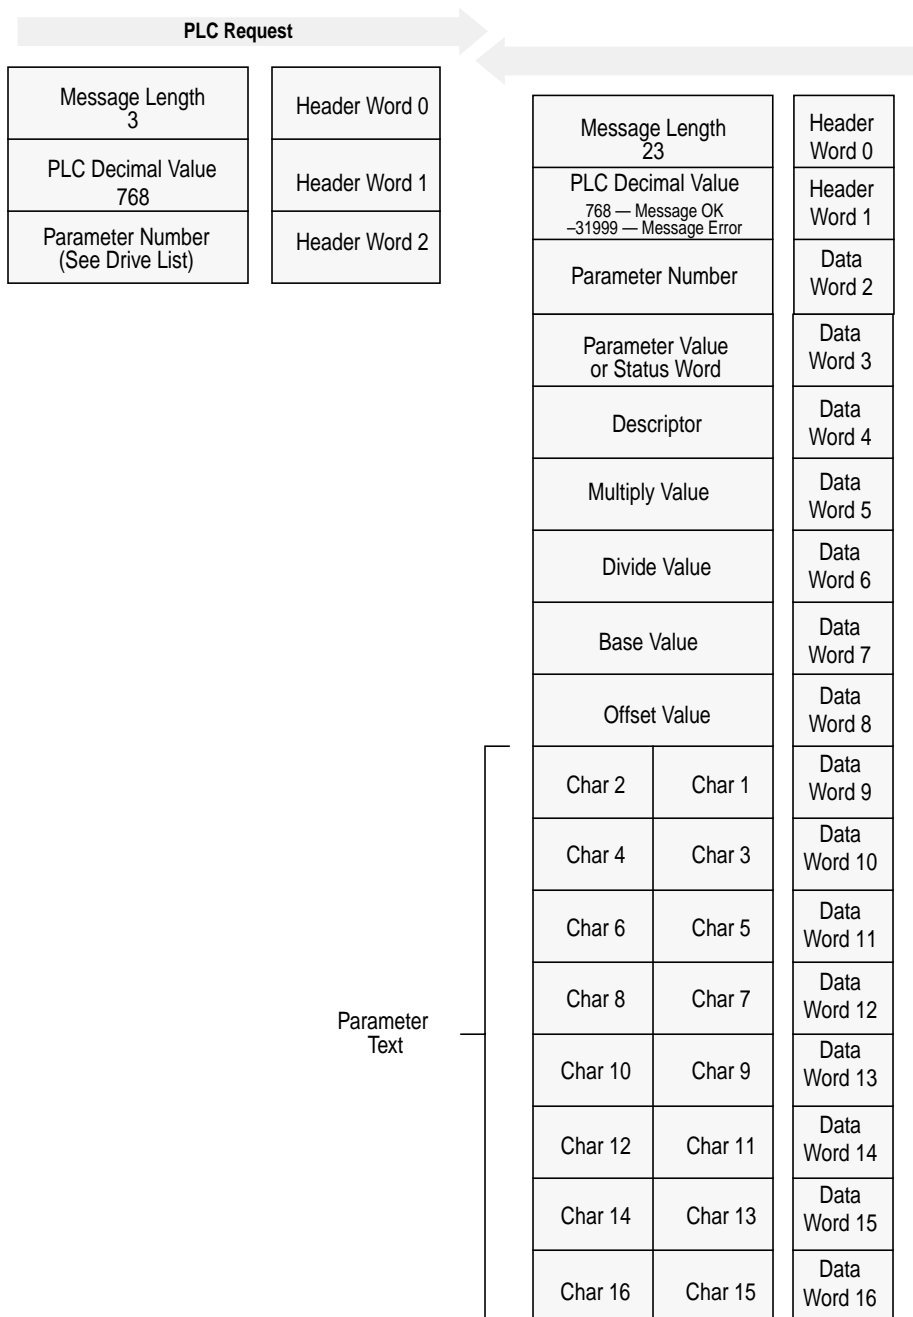 PLC Request
Message Length
3
Header Word 0
PLC Decimal Value
768
Header Word 1
Parameter Number
(See Drive List)
Header Word 2
Message Length
23
Header
Word 0
PLC Decimal Value
768 — Message OK
–31999 — Message Error
Header
Word 1
Parameter Number
Data
Word 2
Parameter Value
or Status Word
Data
Word 3
Descriptor
Data
Word 4
Multiply Value
Data
Word 5
Divide Value
Data
Word 6
Base Value
Data
Word 7
Offset Value
Data
Word 8
Parameter
Text
Char 2
Char 1
Data
Word 9
Char 4
Char 3
Data
Word 10
Char 6
Char 5
Data
Word 11
Char 8
Char 7
Data
Word 12
Char 10
Char 9
Data
Word 13
Char 12
Char 11
Data
Word 14
Char 14
Char 13
Data
Word 15
Char 16
Char 15
Data
Word 16